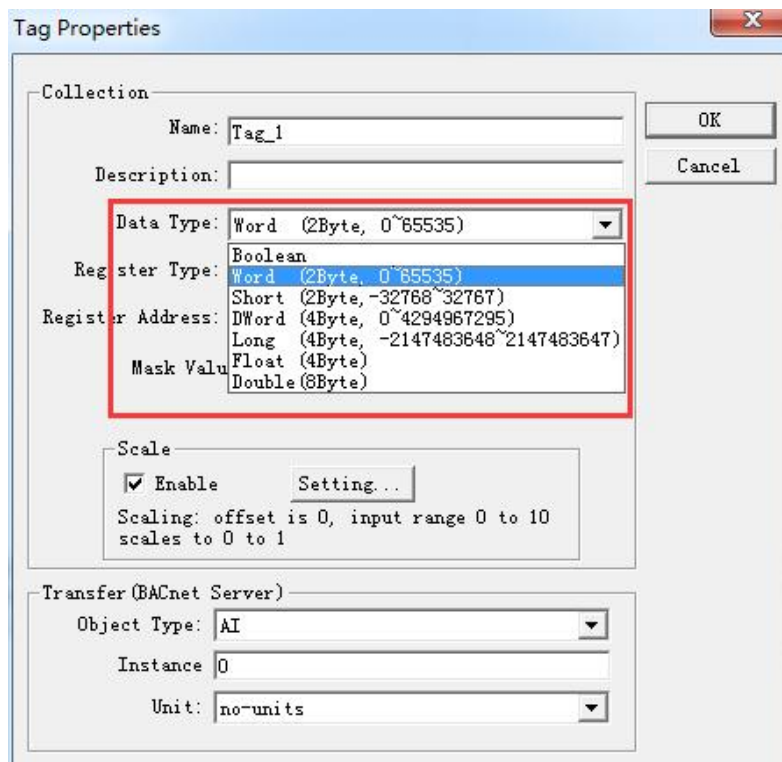 Tag Properties
Collection
Name: Tag_1
OK
Description:
Cancel
Data Type: Word (2Byte, 0~65535)
Boolean
Register Type: Word (2Byte, 0~65535)
Short (2Byte,-32768~32767)
Register Address: DWord (4Byte, 0~4294967295)
Long (4Byte, -2147483648~2147483647)
Mask Valu Float (4Byte)
Double(8Byte)
Scale
Enable Setting...
Scaling: offset is 0, input range 0 to 10
scales to 0 to 1
Transfer(BACnet Server)
Object Type: AI
Instance 0
Unit: no-units